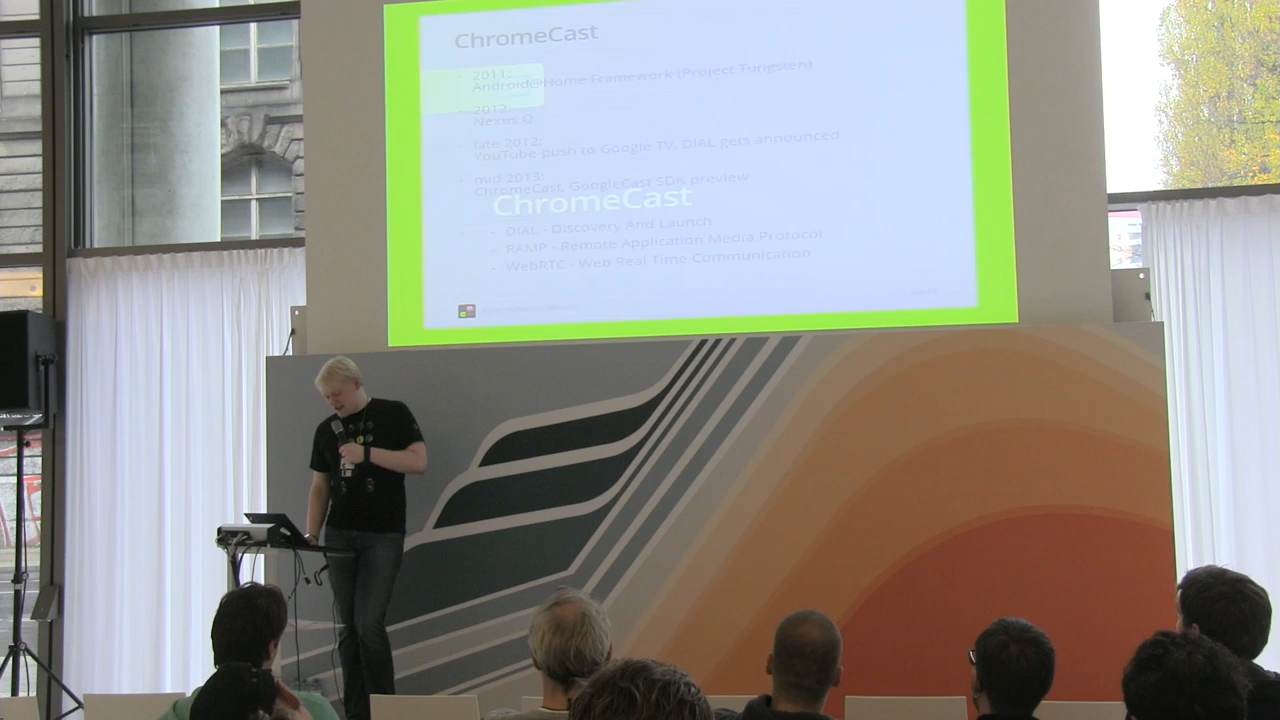 ChromeCast
2011:
Android@Home Framework (Project Tungsten)
2012:
Nexus Q
late 2012:
YouTube-push to Google TV, DIAL gets announced
mid 2013:
ChromeCast, GoogleCast SDK preview
ChromeCast
DIAL - Discovery And Launch
RAMP - Remote Application Media Protocol
WebRTC - Web Real Time Communication